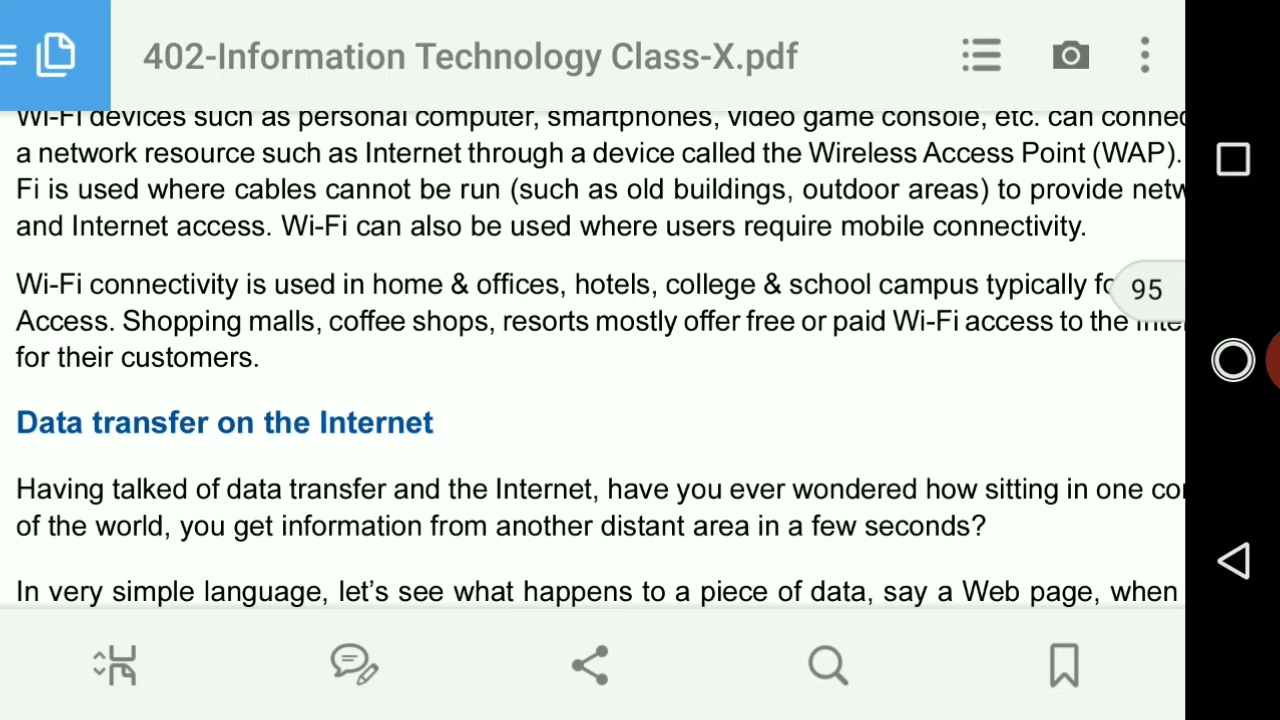 402-Information Technology Class-X.pdf
Wi-Fi devices such as personal computer, smartphones, video game console, etc. can connec
a network resource such as Internet through a device called the Wireless Access Point (WAP).
Fi is used where cables cannot be run (such as old buildings, outdoor areas) to provide netw
and Internet access. Wi-Fi can also be used where users require mobile connectivity.
Wi-Fi connectivity is used in home & offices, hotels, college & school campus typically fo
95
Access. Shopping malls, coffee shops, resorts mostly offer free or paid Wi-Fi access to the Inter
for their customers.
Data transfer on the Internet
Having talked of data transfer and the Internet, have you ever wondered how sitting in one cor
of the world, you get information from another distant area in a few seconds?
In very simple language, let’s see what happens to a piece of data, say a Web page, when